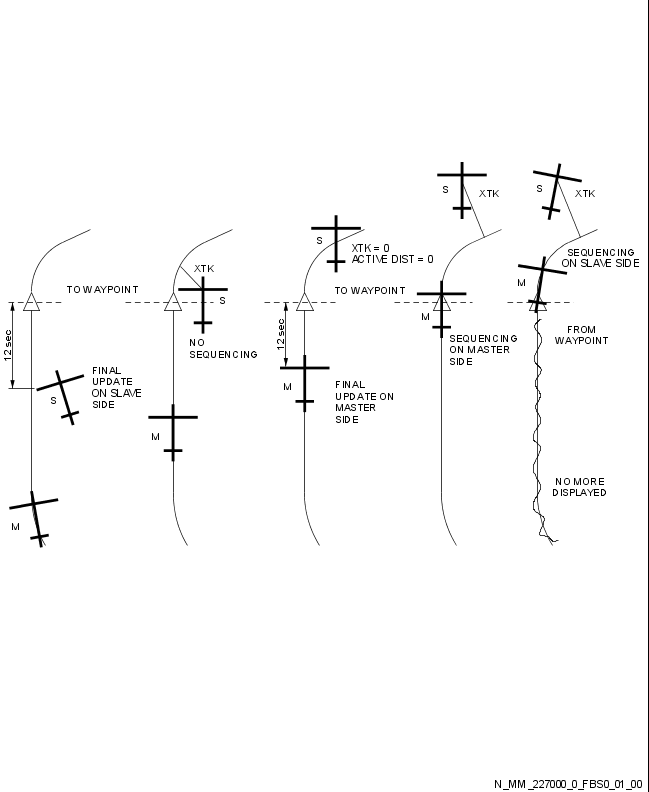 12 sec
TO WAYPOINT
FINAL
UPDATE
ON SLAVE
SIDE
S
M
XTK
S
NO
SEQUENCING
M
S
XTK = 0
ACTIVE DIST = 0
TO WAYPOINT
12 sec
M
FINAL
UPDATE ON
MASTER
SIDE
S
XTK
M
SEQUENCING
ON MASTER
SIDE
S
XTK
SEQUENCING
ON SLAVE SIDE
M
FROM
WAYPOINT
NO MORE
DISPLAYED
N_MM_227000_0_FBS0_01_00